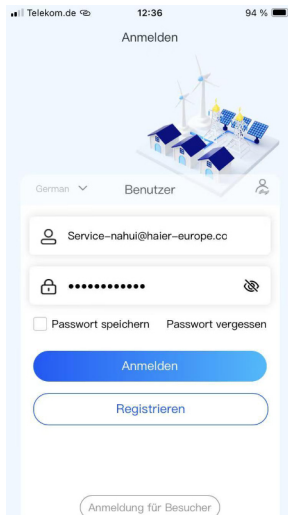 Telekom.de 12:36 94 %
Anmelden
German Benutzer
Service-nahui@haier-europe.cc
••••••••••••
Passwort speichern Passwort vergessen
Anmelden
Registrieren
Anmeldung für Besucher